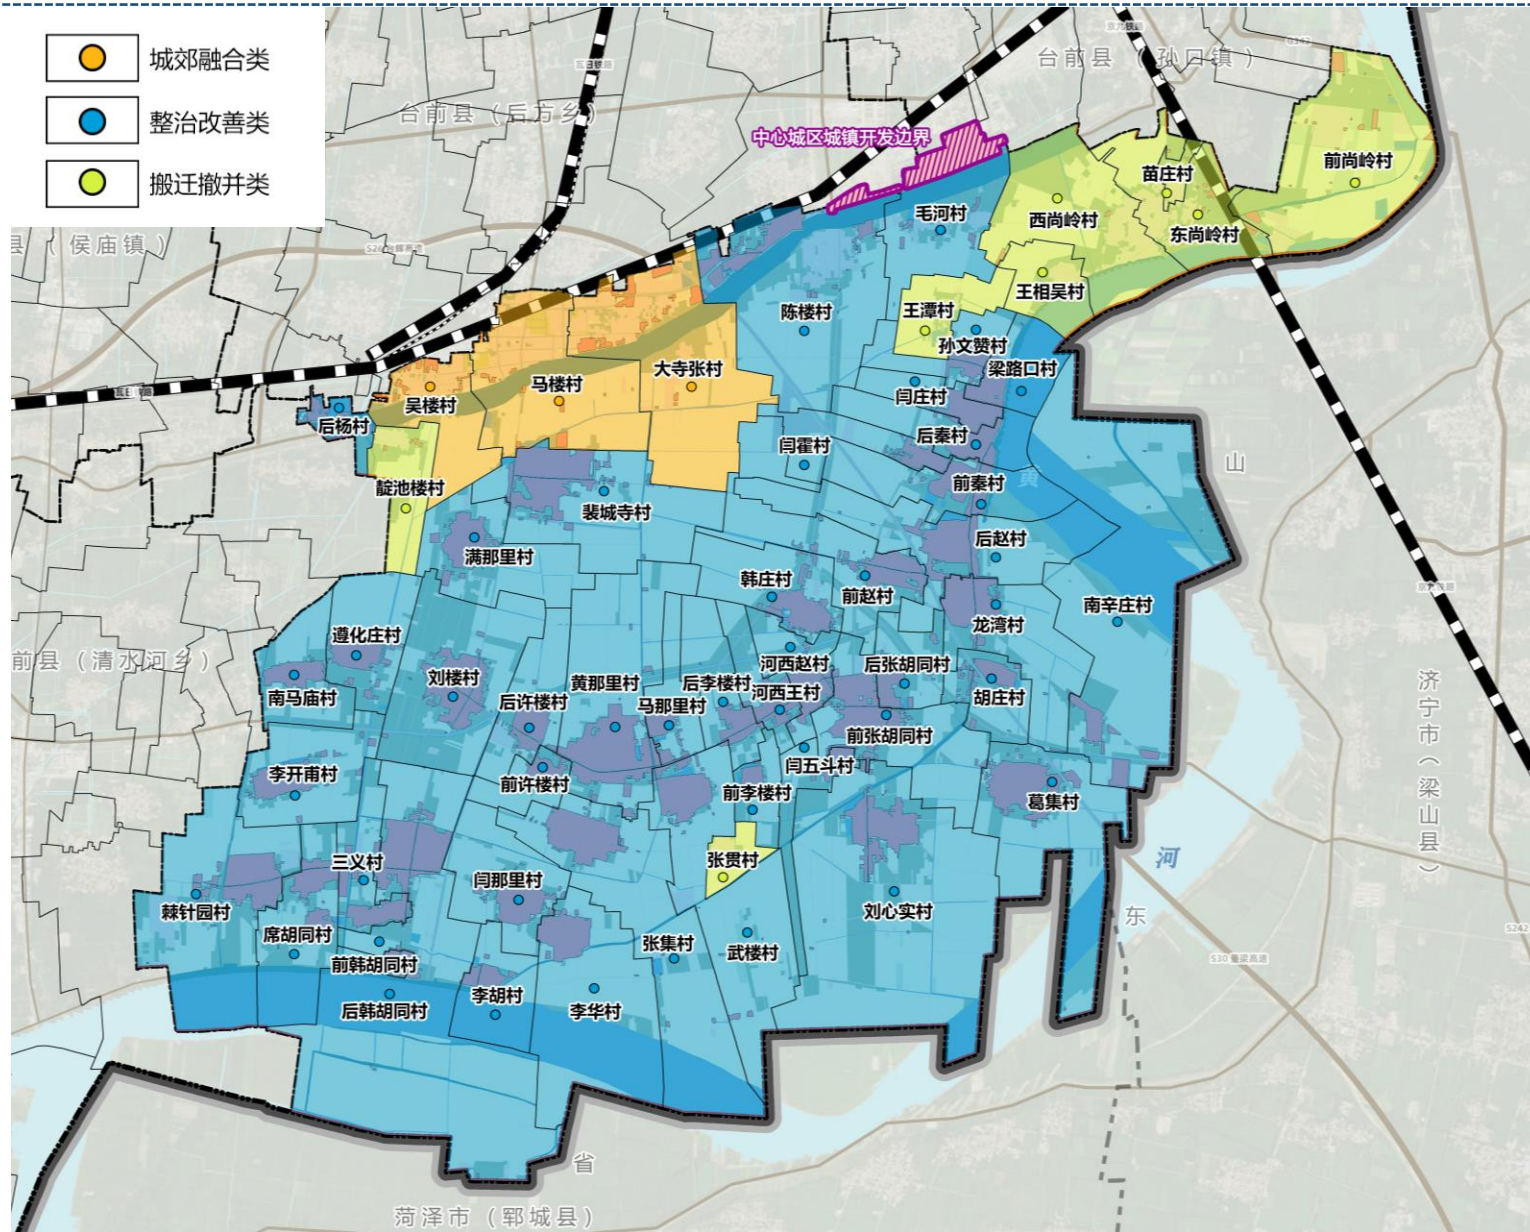 城郊融合类
整治改善类
搬迁撤并类
台前县（孙口镇）
台前县（后方乡）
中心城区城镇开发边界
县（侯庙镇）
前尚岭村
苗庄村
西尚岭村
东尚岭村
毛河村
王相吴村
陈楼村
王潭村
孙文赞村
梁路口村
大寺张村
马楼村
吴楼村
后杨村
闫庄村
后秦村
闫霍村
靛池楼村
裴城寺村
前秦村
黄
山
满那里村
后赵村
韩庄村
前赵村
龙湾村
南辛庄村
遵化庄村
前县（清水河乡）
南马庙村
刘楼村
后许楼村
黄那里村
马那里村
后李楼村
河西赵村
河西王村
后张胡同村
胡庄村
前张胡同村
闫五斗村
李开甫村
前许楼村
前李楼村
葛集村
济宁市（梁山县）
三义村
闫那里村
张贯村
河
棘针园村
席胡同村
前韩胡同村
张集村
武楼村
刘心实村
东
后韩胡同村
李胡村
李华村
S242
省
菏泽市（郓城县）